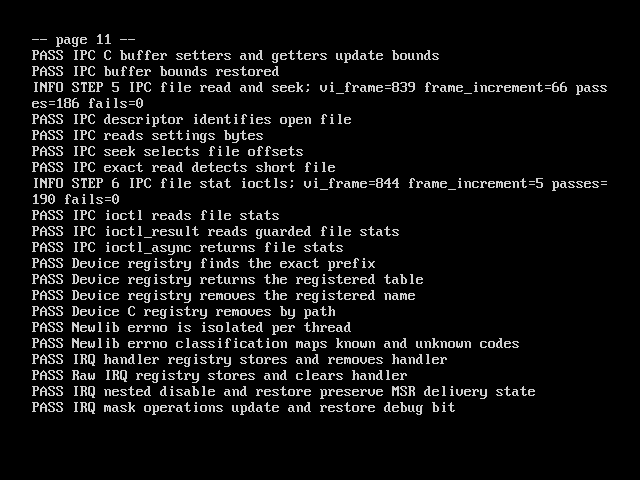 -- page 11 --
PASS IPC C buffer setters and getters update bounds
PASS IPC buffer bounds restored
INFO STEP 5 IPC file read and seek; vi_frame=839 frame_increment=66 pass
es=186 fails=0
PASS IPC descriptor identifies open file
PASS IPC reads settings bytes
PASS IPC seek selects file offsets
PASS IPC exact read detects short file
INFO STEP 6 IPC file stat ioctls; vi_frame=844 frame_increment=5 passes=
190 fails=0
PASS IPC ioctl reads file stats
PASS IPC ioctl_result reads guarded file stats
PASS IPC ioctl_async returns file stats
PASS Device registry finds the exact prefix
PASS Device registry returns the registered table
PASS Device registry removes the registered name
PASS Device C registry removes by path
PASS Newlib errno is isolated per thread
PASS Newlib errno classification maps known and unknown codes
PASS IRQ handler registry stores and removes handler
PASS Raw IRQ registry stores and clears handler
PASS IRQ nested disable and restore preserve MSR delivery state
PASS IRQ mask operations update and restore debug bit